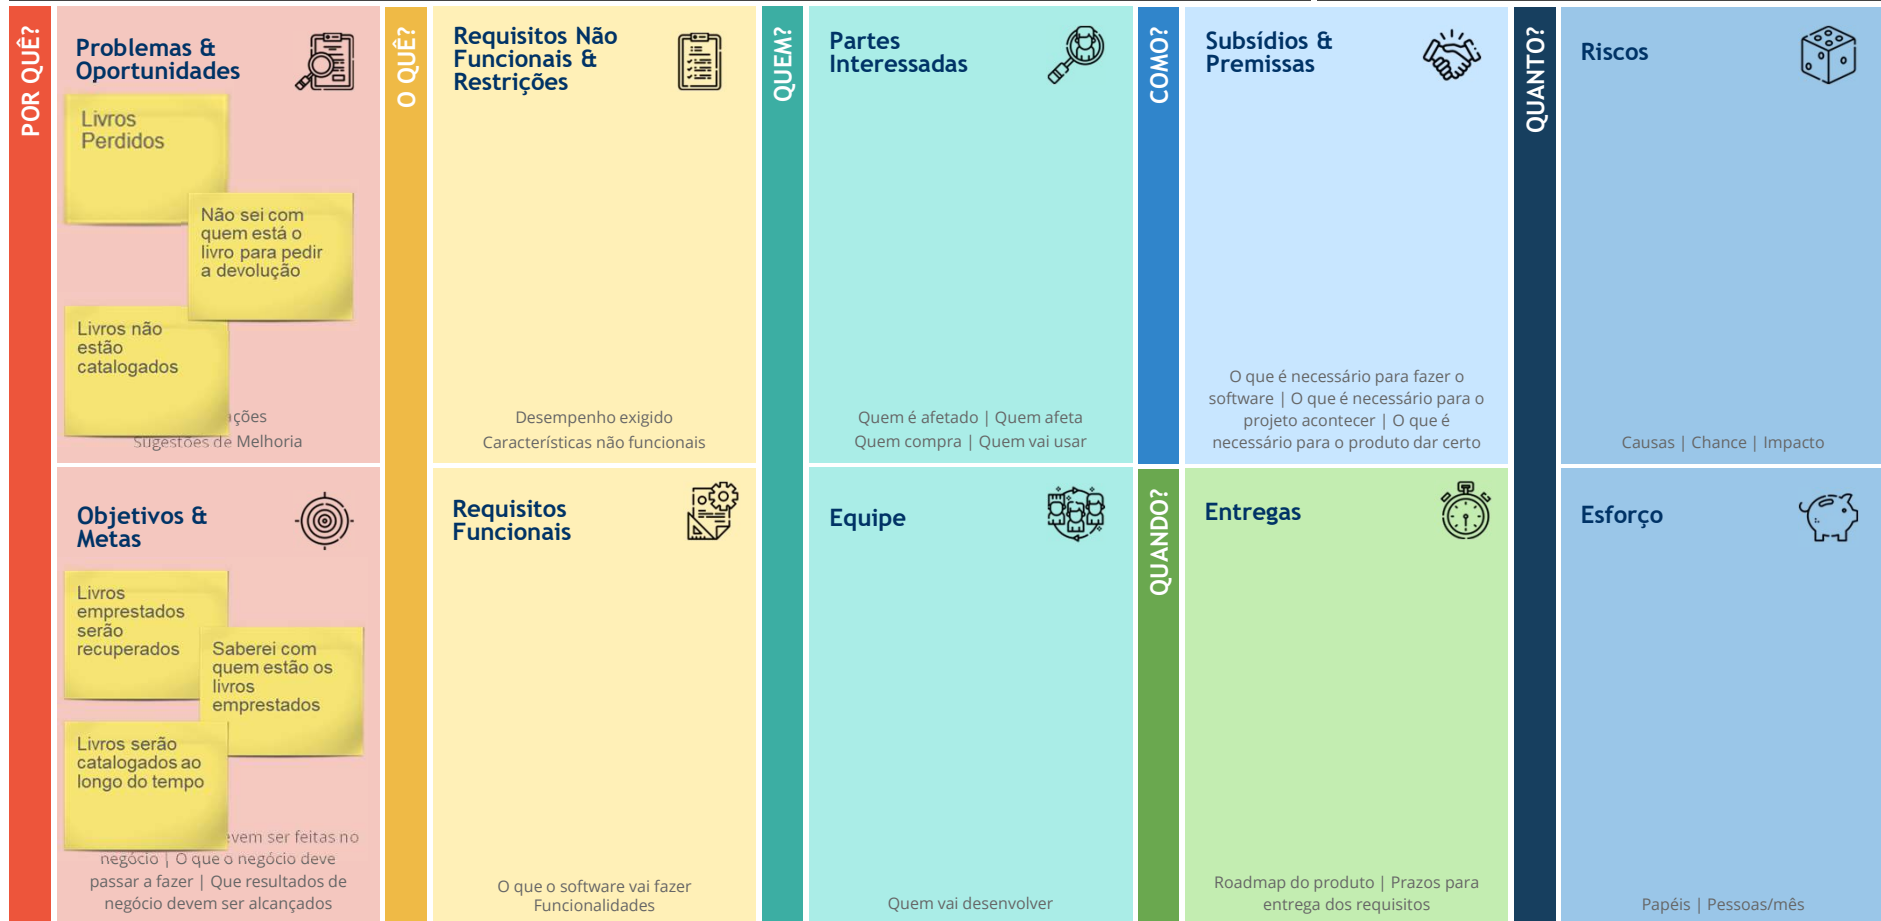 POR QUÊ?
Problemas &
Oportunidades
Livros
Perdidos
Não sei com
quem está o
livro para pedir
a devolução
Livros não
estão
catalogados
Sugestões de Melhoria
Objetivos &
Metas
Livros
emprestados
serão
recuperados
Saberei com
quem estão os
livros
emprestados
Livros serão
catalogados ao
longo do tempo
ser feitas no
negócio | O que o negócio deve
passar a fazer | Que resultados de
negócio devem ser alcançados
O QUÊ?
Requisitos Não
Funcionais &
Restrições
Desempenho exigido
Características não funcionais
Requisitos
Funcionais
O que o software vai fazer
Funcionalidades
QUEM?
Partes
Interessadas
Quem é afetado | Quem afeta
Quem compra | Quem vai usar
Equipe
Quem vai desenvolver
COMO?
Subsídios &
Premissas
O que é necessário para fazer o
software | O que é necessário para o
projeto acontecer | O que é
necessário para o produto dar certo
QUANDO?
Entregas
Roadmap do produto | Prazos para
entrega dos requisitos
QUANTO?
Riscos
Causas | Chance | Impacto
Esforço
Papéis | Pessoas/mês